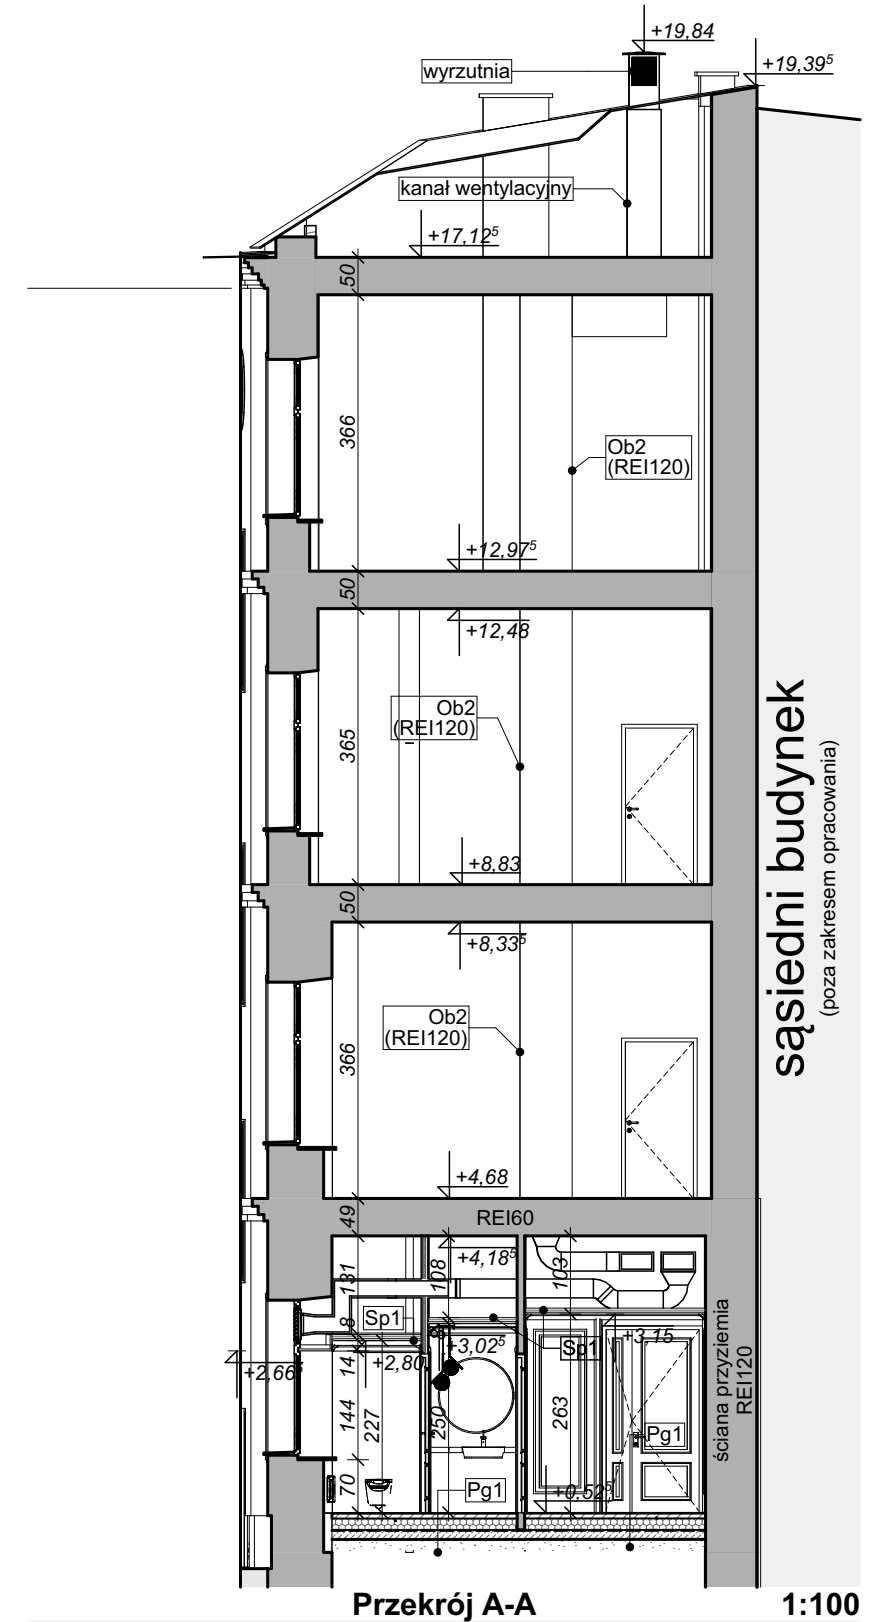 +19,84
+19,39⁵
wyrzutnia
kanał wentylacyjny
+17,12⁵
50
366
Ob2
(REI120)
+12,97⁵
50
+12,48
Ob2
(REI120)
365
+8,83
50
+8,33⁵
Ob2
(REI120)
366
+4,68
49
REI60
+4,18⁵
131
108
103
8
Sp1
+3,02⁵
Sp1
+3,15
+2,66⁵
14
+2,80
144
227
250
263
Pg1
70
Pg1
+0,52⁵
ściana przyziemia
REI120
sąsiedni budynek
(poza zakresem opracowania)
Przekrój A-A
1:100